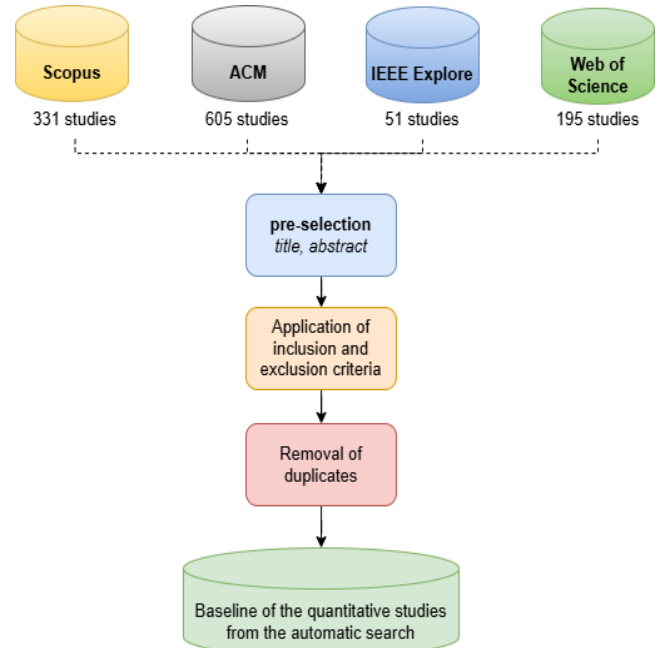 Scopus
ACM
IEEE Explore
Web of
Science
331 studies
605 studies
51 studies
195 studies
pre-selection
title, abstract
Application of
inclusion and
exclusion criteria
Removal of
duplicates
Baseline of the quantitative studies
from the automatic search